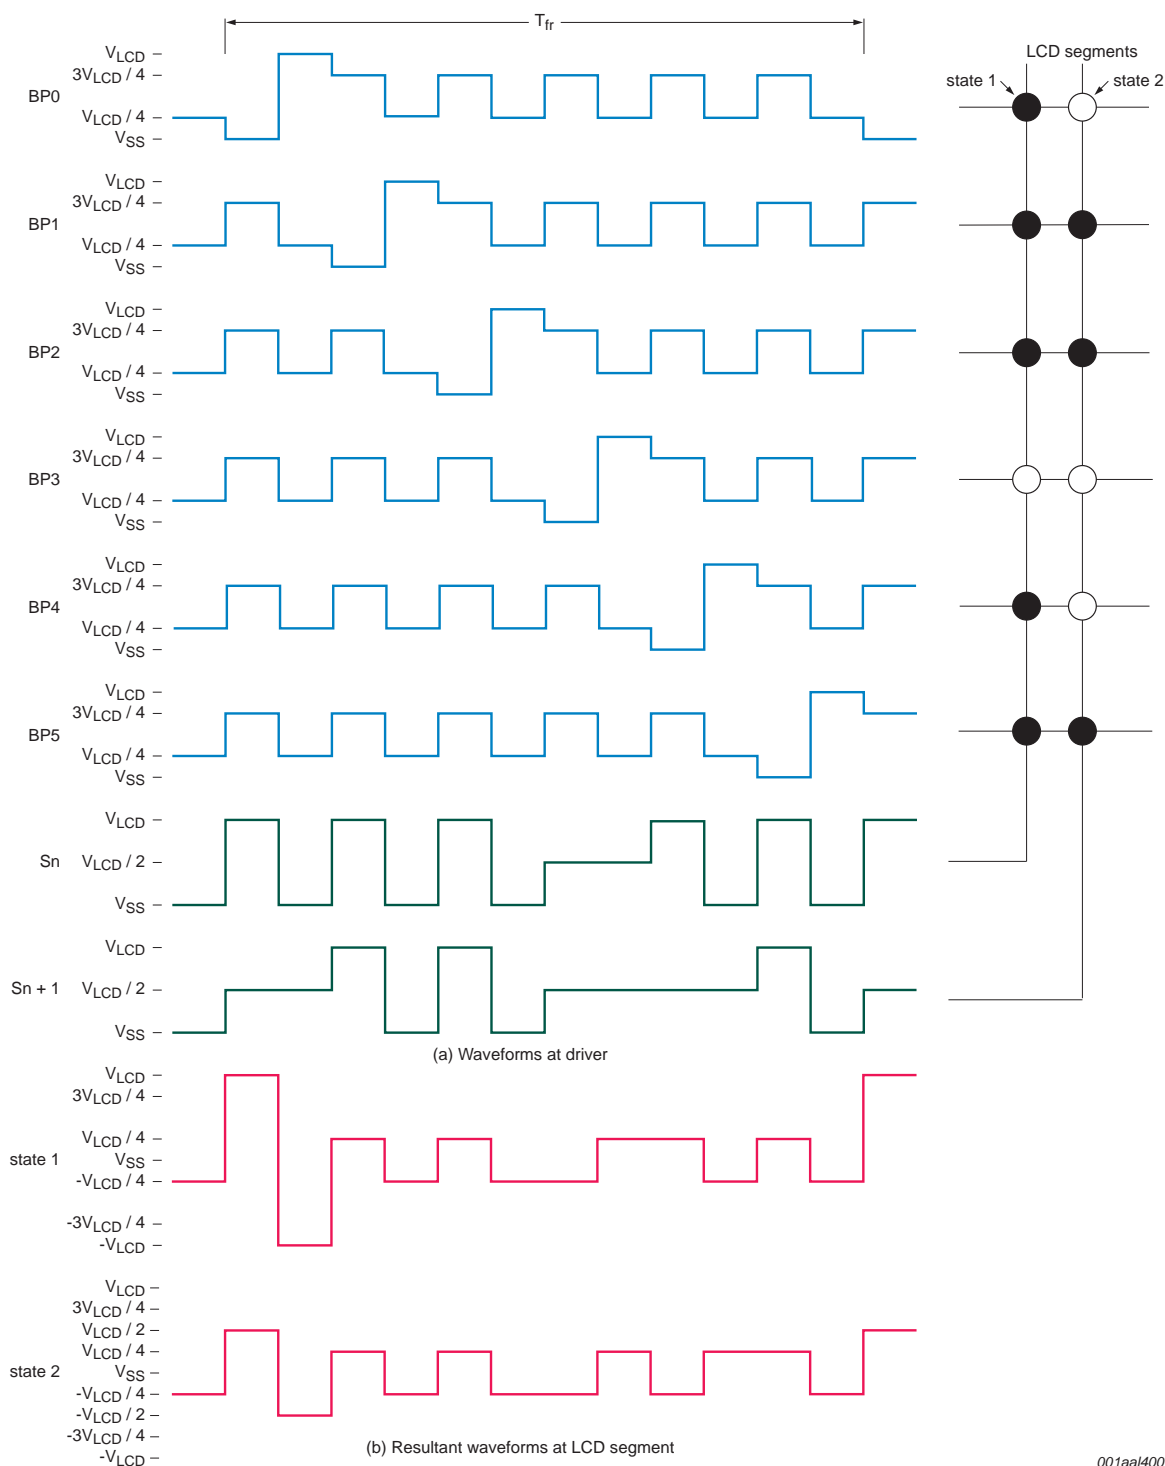 T_fr
V_LCD
3V_LCD / 4
BP0
V_LCD / 4
V_SS
LCD segments
state 1
state 2
V_LCD
3V_LCD / 4
BP1
V_LCD / 4
V_SS
V_LCD
3V_LCD / 4
BP2
V_LCD / 4
V_SS
V_LCD
3V_LCD / 4
BP3
V_LCD / 4
V_SS
V_LCD
3V_LCD / 4
BP4
V_LCD / 4
V_SS
V_LCD
3V_LCD / 4
BP5
V_LCD / 4
V_SS
V_LCD
Sn
V_LCD / 2
V_SS
V_LCD
Sn + 1
V_LCD / 2
V_SS
(a) Waveforms at driver
V_LCD
3V_LCD / 4
V_LCD / 4
state 1
V_SS
-V_LCD / 4
-3V_LCD / 4
-V_LCD
V_LCD
3V_LCD / 4
V_LCD / 2
V_LCD / 4
state 2
V_SS
-V_LCD / 4
-V_LCD / 2
-3V_LCD / 4
-V_LCD
(b) Resultant waveforms at LCD segment
001aal400